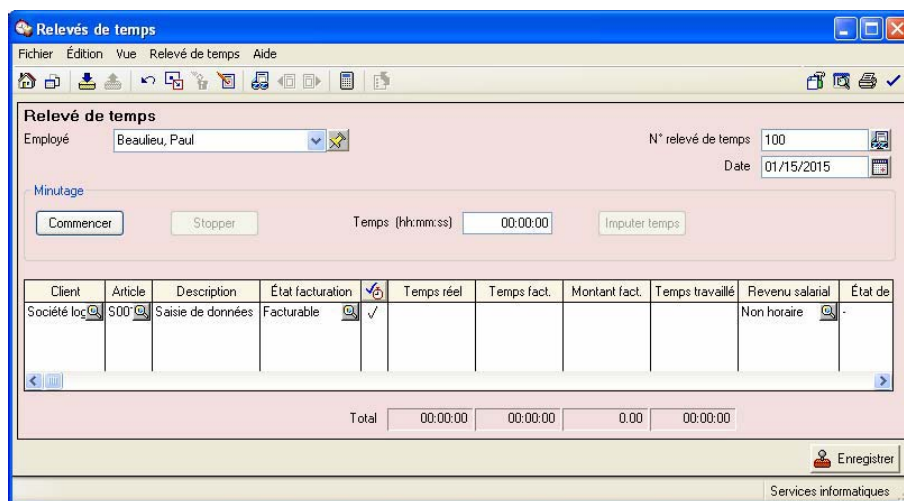 Relevés de temps
Fichier Édition Vue Relevé de temps Aide
Relevé de temps
Employé Beaulieu, Paul N° relevé de temps 100
Date 01/15/2015
Minutage
Commencer Stopper Temps (hh:mm:ss) 00:00:00 Imputer temps
Client Article Description État facturation Temps réel Temps fact. Montant fact. Temps travaillé Revenu salarial État de
Société log S00 Saisie de données Facturable ✓ Non horaire -
Total 00:00:00 00:00:00 0.00 00:00:00
Enregistrer
Services informatiques